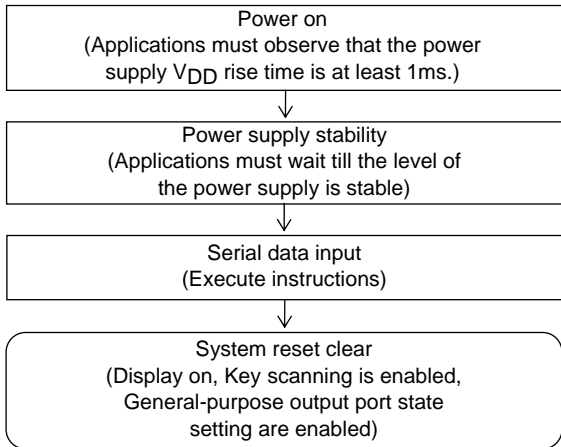 Power on
(Applications must observe that the power
supply VDD rise time is at least 1ms.)
Power supply stability
(Applications must wait till the level of
the power supply is stable)
Serial data input
(Execute instructions)
System reset clear
(Display on, Key scanning is enabled,
General-purpose output port state
setting are enabled)